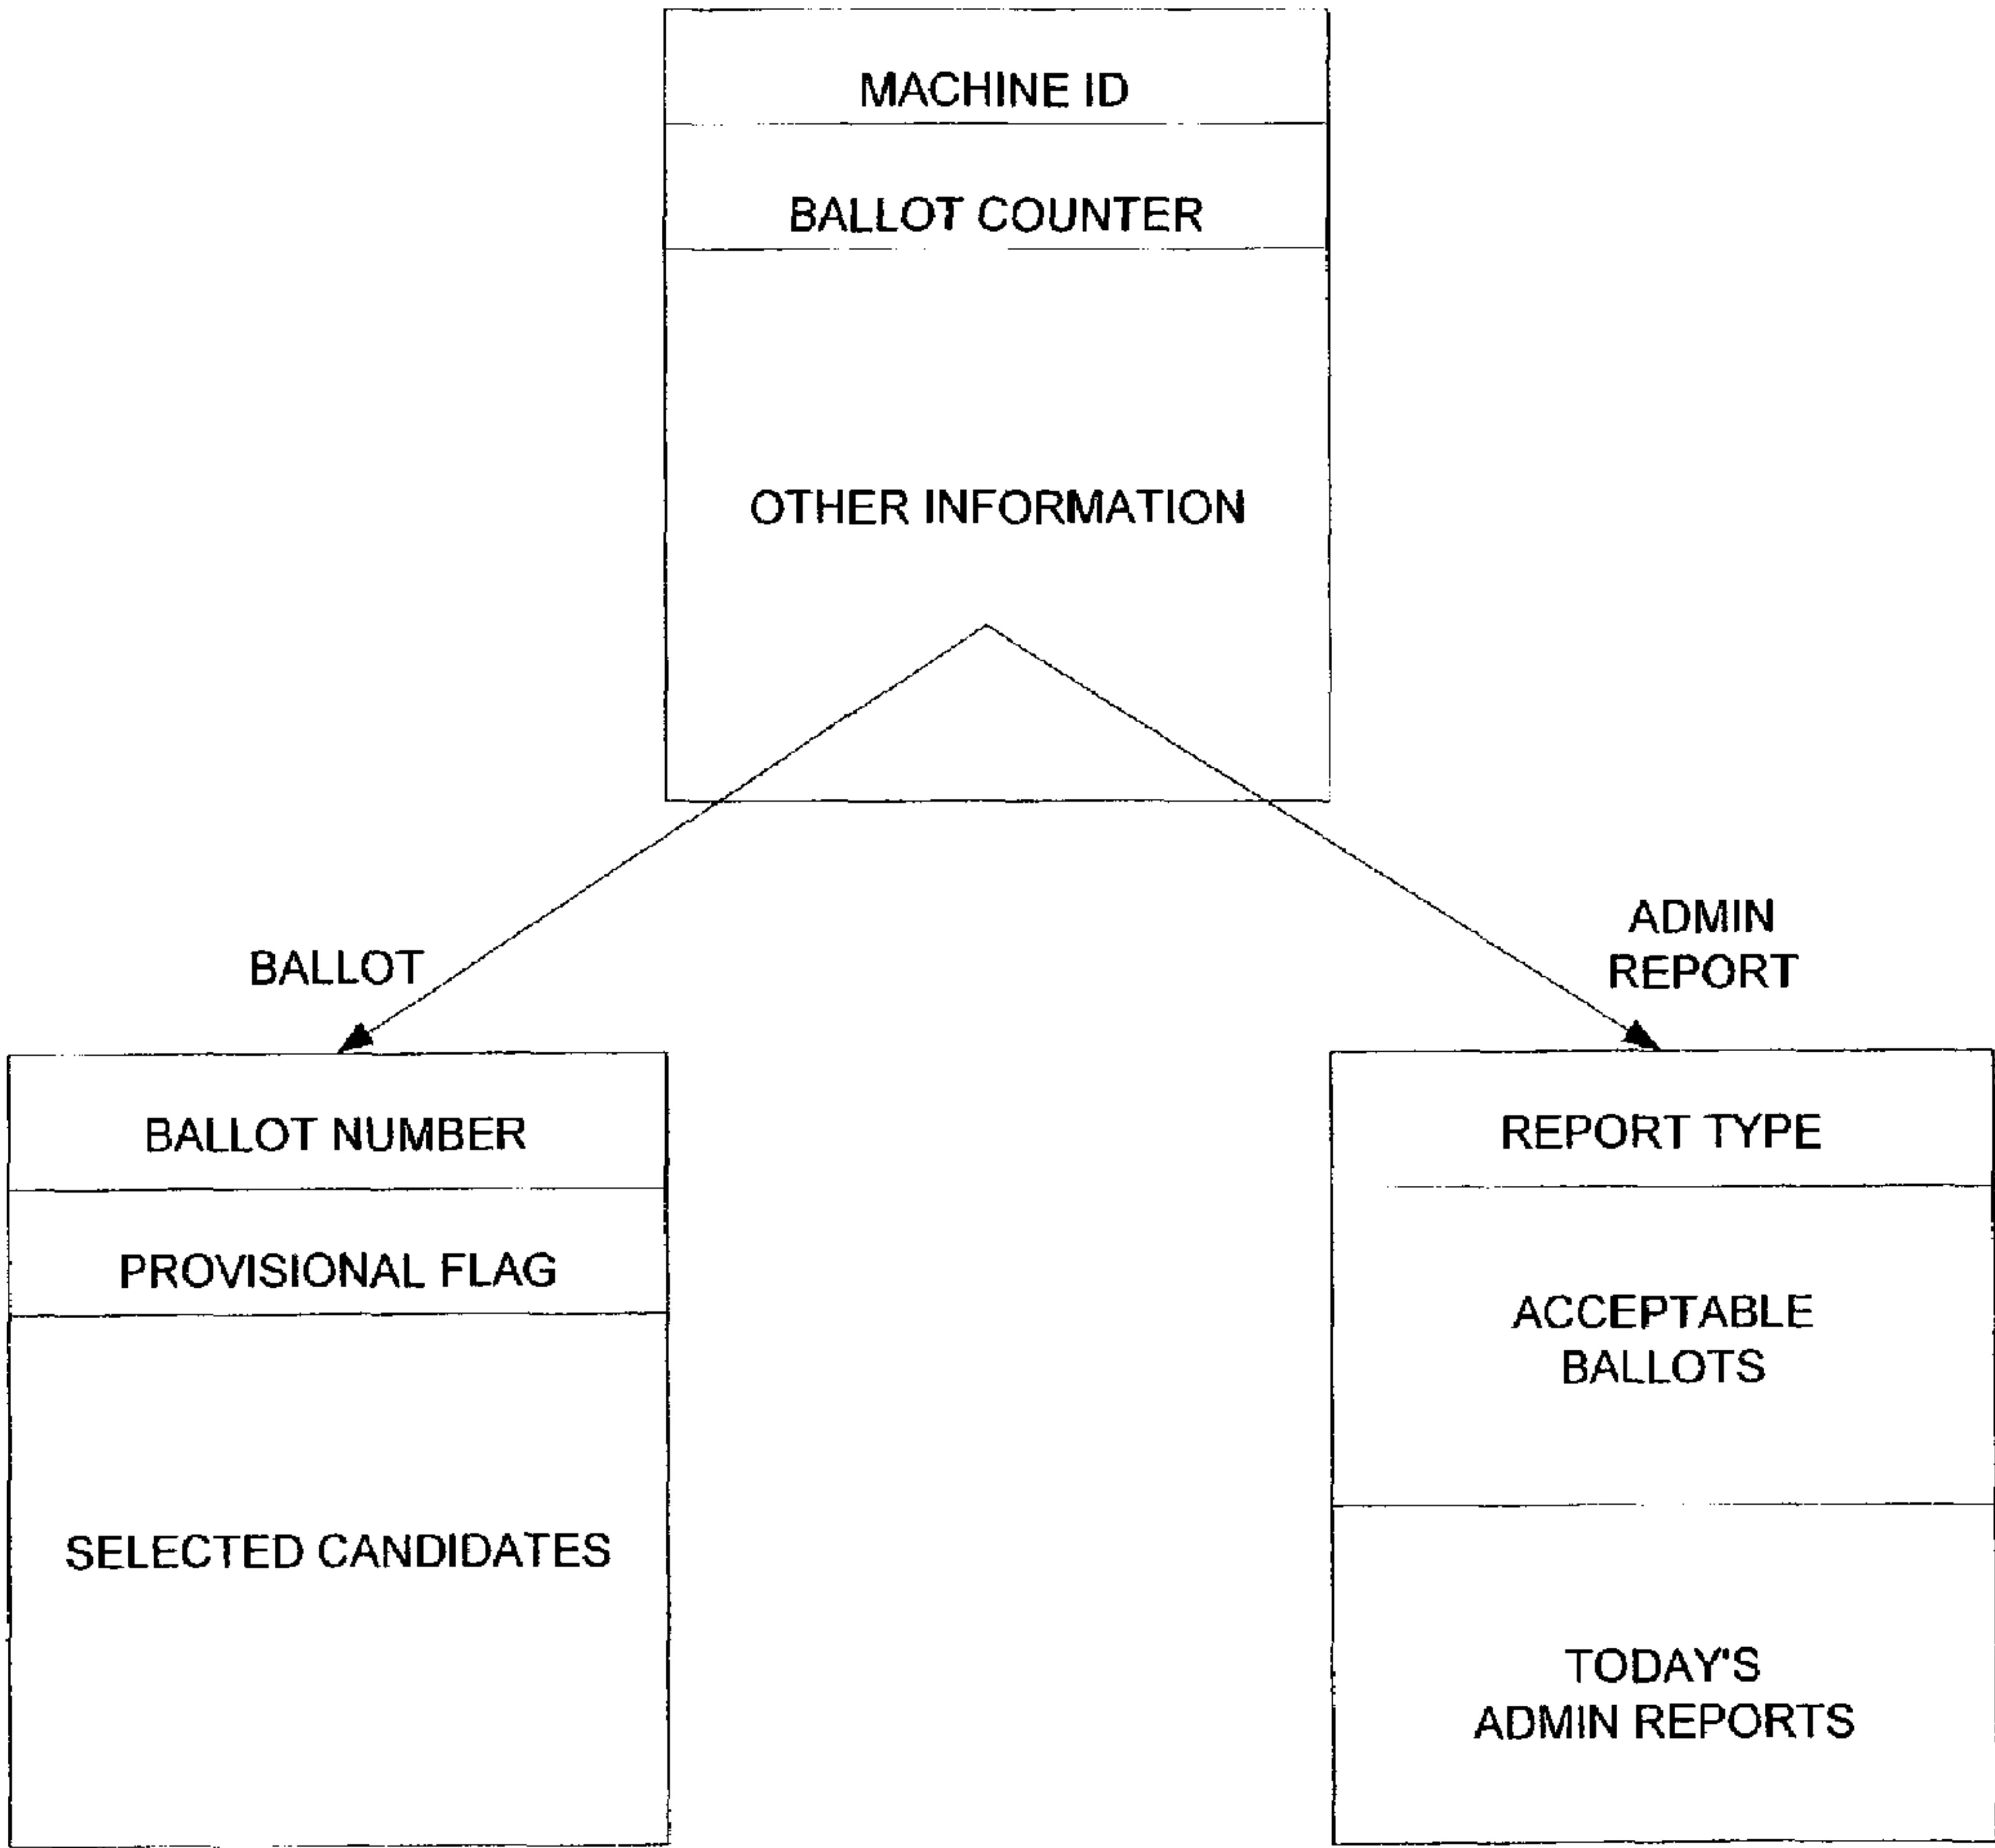 MACHINE ID
BALLOT COUNTER
OTHER INFORMATION
BALLOT
ADMIN
REPORT
BALLOT NUMBER
PROVISIONAL FLAG
SELECTED CANDIDATES
REPORT TYPE
ACCEPTABLE
BALLOTS
TODAY'S
ADMIN REPORTS